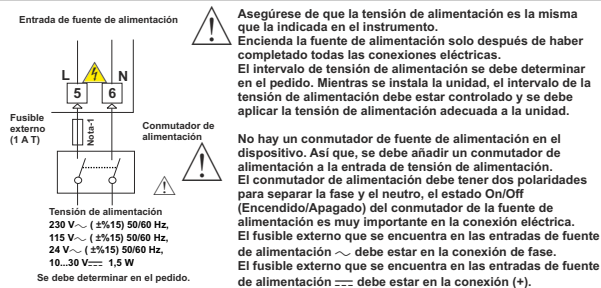 Entrada de fuente de alimentación
L
N
5
6
Fusible
externo
(1 A T)
Nota-1
Conmutador de
alimentación
Tensión de alimentación
230 V～ ( ±%15) 50/60 Hz,
115 V～ ( ±%15) 50/60 Hz,
24 V～ ( ±%15) 50/60 Hz,
10...30 V⎓ 1,5 W
Se debe determinar en el pedido.
Asegúrese de que la tensión de alimentación es la misma
que la indicada en el instrumento.
Encienda la fuente de alimentación solo después de haber
completado todas las conexiones eléctricas.
El intervalo de tensión de alimentación se debe determinar
en el pedido. Mientras se instala la unidad, el intervalo de la
tensión de alimentación debe estar controlado y se debe
aplicar la tensión de alimentación adecuada a la unidad.
No hay un conmutador de fuente de alimentación en el
dispositivo. Así que, se debe añadir un conmutador de
alimentación a la entrada de tensión de alimentación.
El conmutador de alimentación debe tener dos polaridades
para separar la fase y el neutro, el estado On/Off
(Encendido/Apagado) del conmutador de la fuente de
alimentación es muy importante en la conexión eléctrica.
El fusible externo que se encuentra en las entradas de fuente
de alimentación ～ debe estar en la conexión de fase.
El fusible externo que se encuentra en las entradas de fuente
de alimentación ⎓ debe estar en la conexión (+).